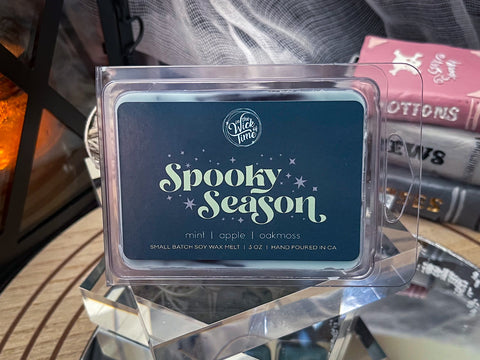 the
Wick
of
Time
Spooky
Season
mint | apple | oakmoss
SMALL BATCH SOY WAX MELT | 3 OZ | HAND POURED IN CA
OTTONS
EWS